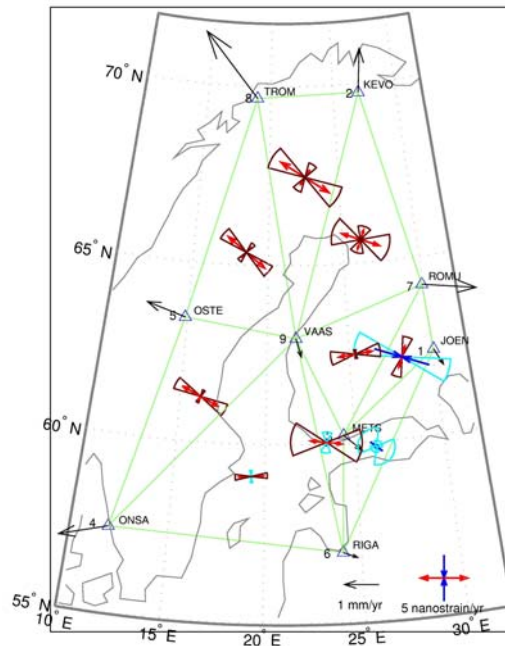 70°N
8 TROM
2 KEVO
65°N
ROMU
7
OSTE
5
9 VAAS
JOEN
1
60°N
METS
4 ONSA
RIGA
6
1 mm/yr
5 nanostrain/yr
55°N
10°E
15°E
20°E
25°E
30°E